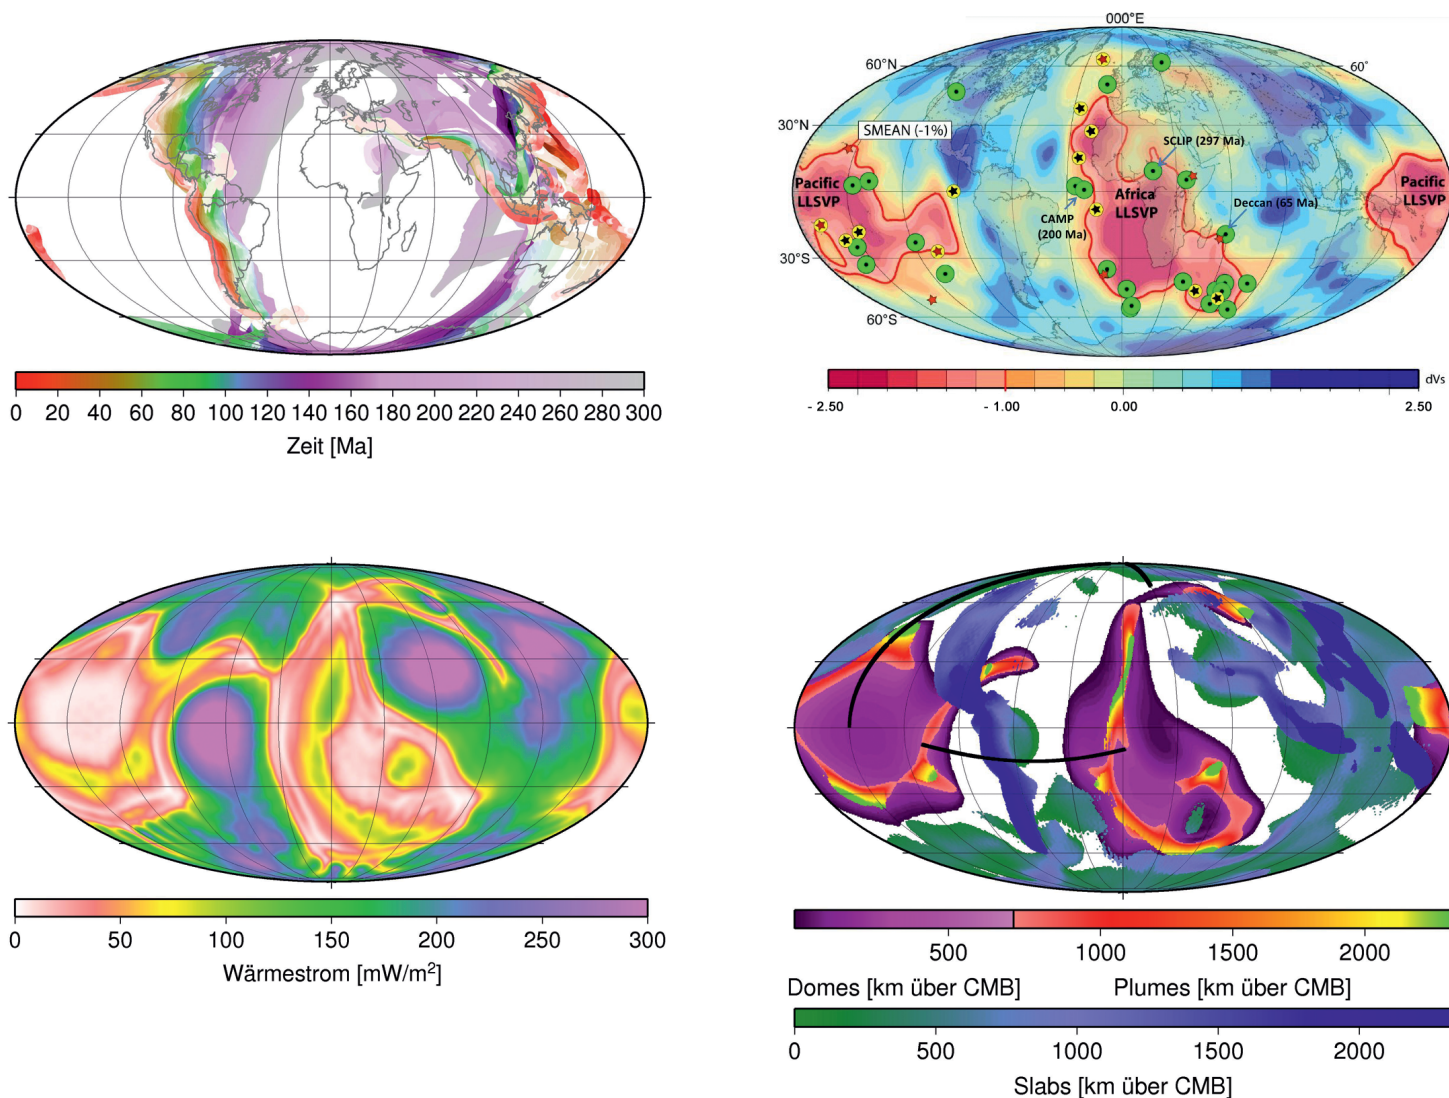 0 20 40 60 80 100 120 140 160 180 200 220 240 260 280 300
Zeit [Ma]
000°E
60°N
60°
30°N
SMEAN (-1%)
SCLIP (297 Ma)
Pacific
LLSVP
Africa
LLSVP
Deccan (65 Ma)
Pacific
LLSVP
CAMP
(200 Ma)
30°S
60°S
dVs
- 2.50 - 1.00 0.00 2.50
0 50 100 150 200 250 300
Wärmestrom [mW/m²]
500 1000 1500 2000
Domes [km über CMB] Plumes [km über CMB]
0 500 1000 1500 2000
Slabs [km über CMB]